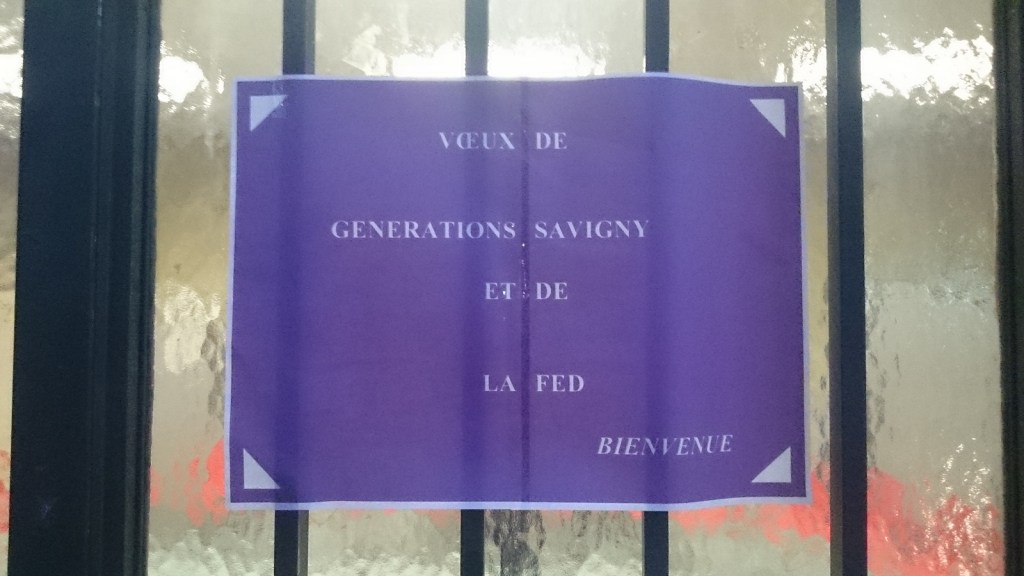 VŒUX DE
GENERATIONS SAVIGNY
ET DE
LA FED
BIENVENUE